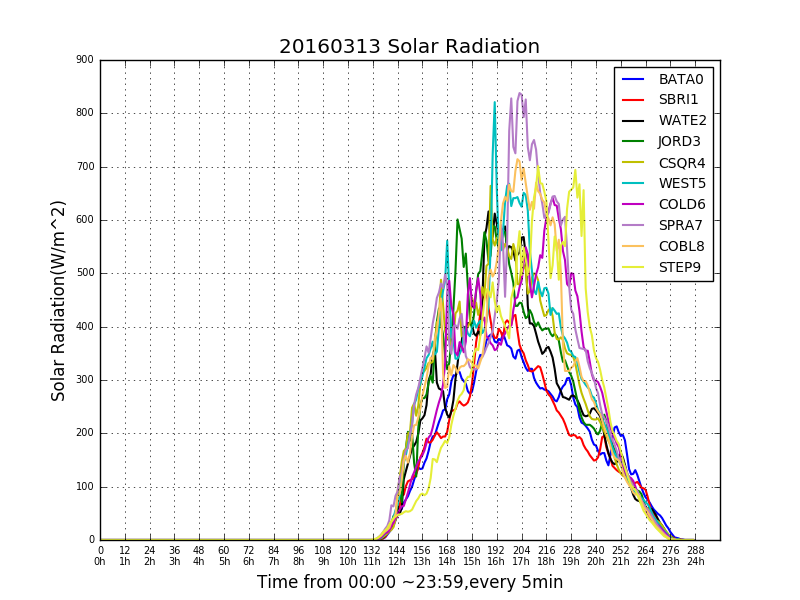 20160313 Solar Radiation
900
800
700
600
500
400
300
200
100
0
Solar Radiation(W/m^2)
BATA0
SBRI1
WATE2
JORD3
CSQR4
WEST5
COLD6
SPRA7
COBL8
STEP9
0 12 24 36 48 60 72 84 96 108 120 132 144 156 168 180 192 204 216 228 240 252 264 276 288
0h 1h 2h 3h 4h 5h 6h 7h 8h 9h 10h 11h 12h 13h 14h 15h 16h 17h 18h 19h 20h 21h 22h 23h 24h
Time from 00:00 ~23:59,every 5min